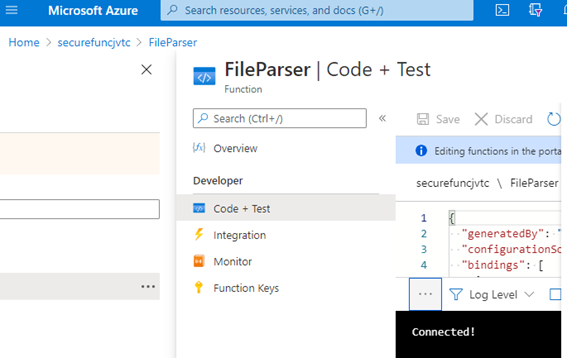 Microsoft Azure
Search resources, services, and docs (G+/)
Home > securefuncjvtc > FileParser
FileParser | Code + Test
Function
Search (Ctrl+/)
«
Overview
Developer
Code + Test
Integration
Monitor
Function Keys
Save Discard
Editing functions in the porta
securefuncjvtc \ FileParser
1 {
2 "generatedBy": "
3 "configurationSo
4 "bindings": [
... Log Level
Connected!